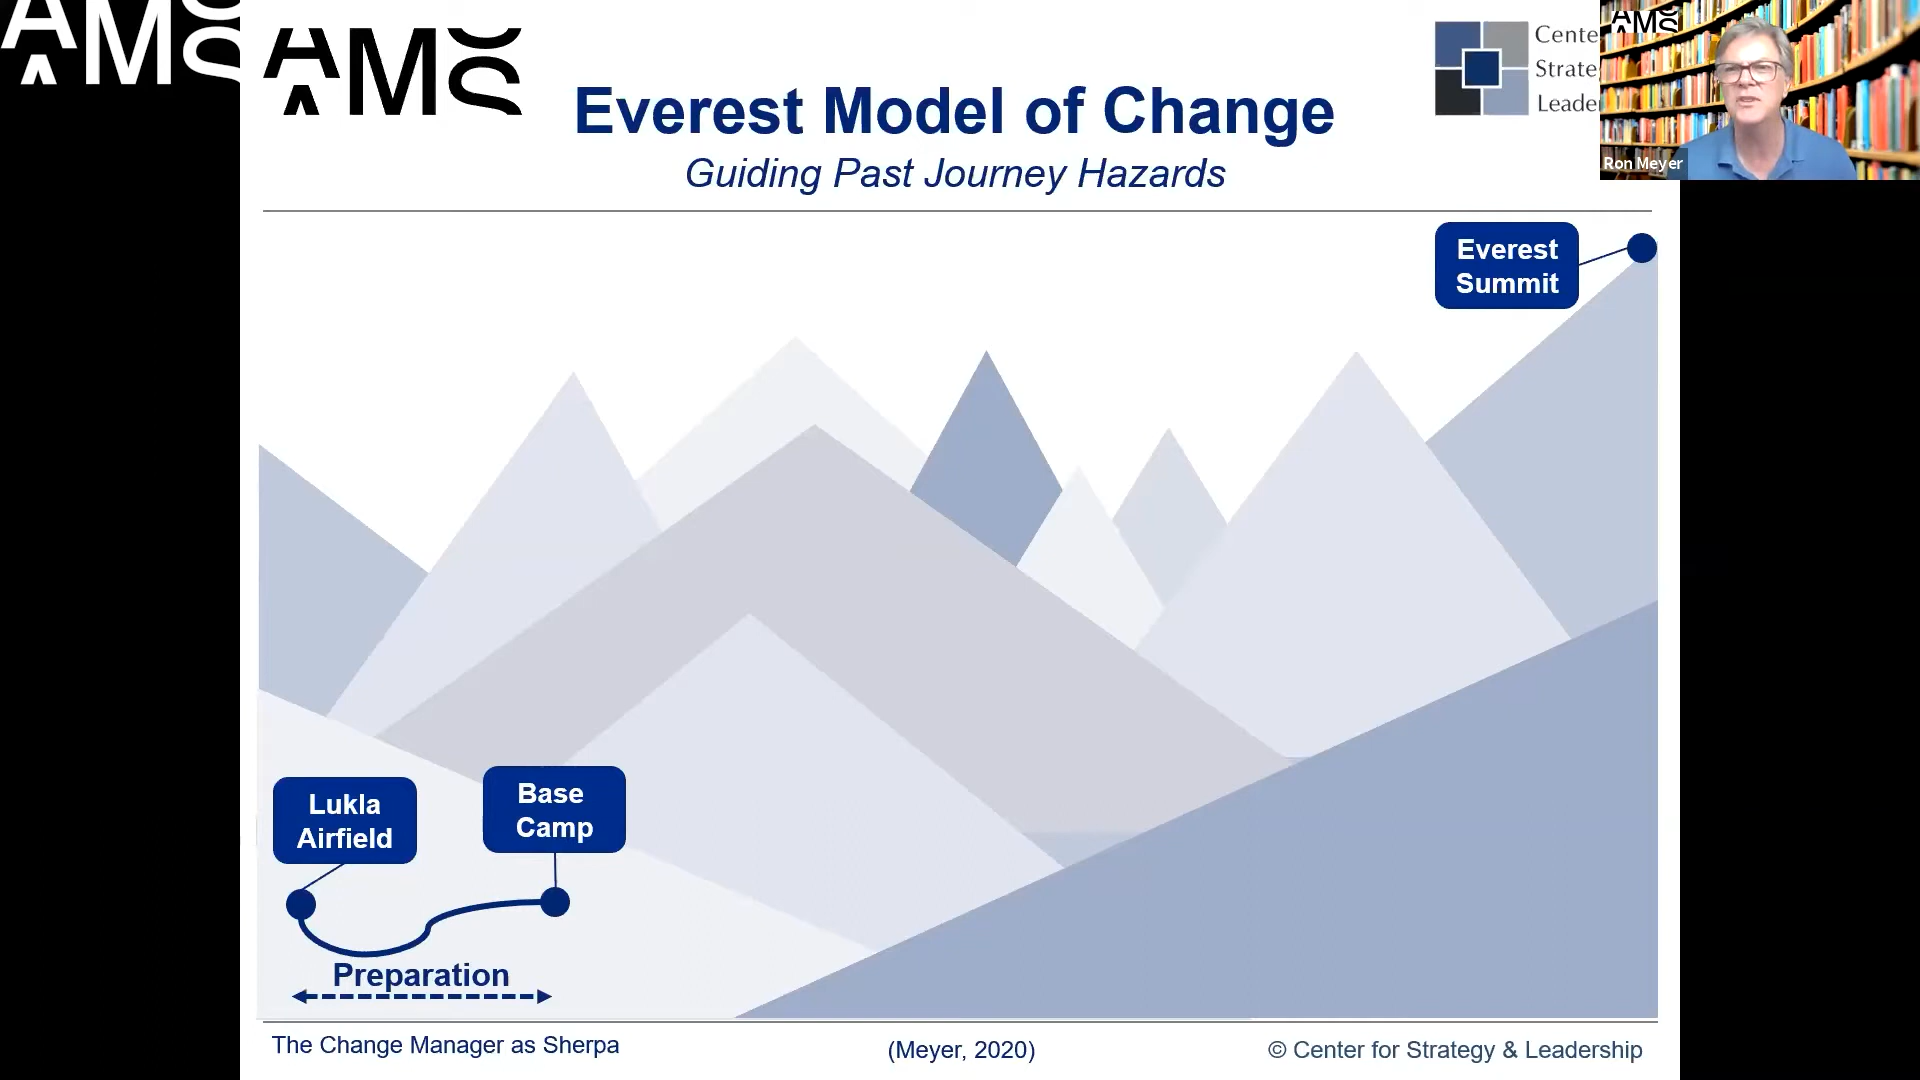 AMS
AMS
Everest Model of Change
Guiding Past Journey Hazards
Cente
Strate
Leade
AMS
Ron Meyer
Everest
Summit
Lukla
Airfield
Base
Camp
Preparation
The Change Manager as Sherpa
(Meyer, 2020)
© Center for Strategy & Leadership